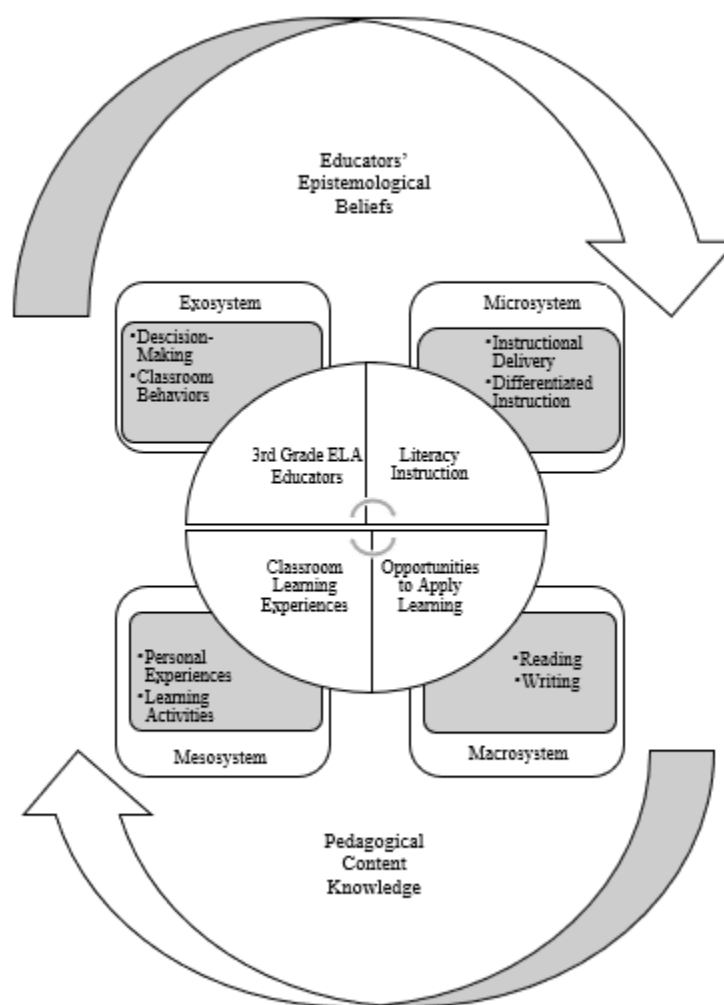 Educators'
Epistemological
Beliefs
Exosystem
•Descision-
Making
•Classroom
Behaviors
Microsystem
•Instructional
Delivery
•Differentiated
Instruction
3rd Grade ELA
Educators
Literacy
Instruction
Classroom
Learning
Experiences
Opportunities
to Apply
Learning
•Personal
Experiences
•Learning
Activities
Mesosystem
•Reading
•Writing
Macrosystem
Pedagogical
Content
Knowledge